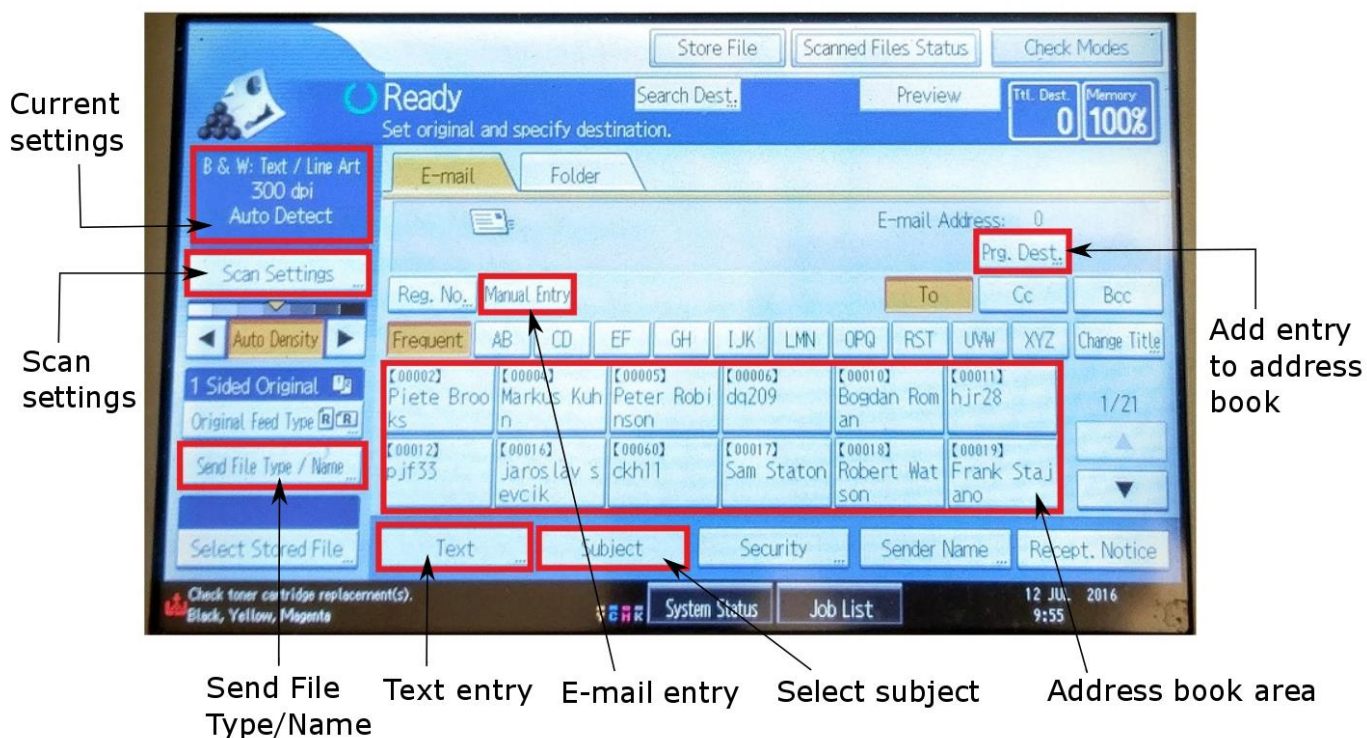 Store File Scanned Files Status Check Modes
Ready Search Dest. Preview Ttl. Dest. Memory
0 100%
Set original and specify destination.
Current
settings
B & W: Text / Line Art
300 dpi
Auto Detect
E-mail Folder
E-mail Address: 0
Prg. Dest.
Scan Settings
Reg. No. Manual Entry To Cc Bcc
Auto Density Frequent AB CD EF GH IJK LMN OPQ RST UVW XYZ Change Title
Add entry
to address
book
Scan
settings
1 Sided Original
Original Feed Type
Send File Type / Name
Select Stored File
【00002】 【00004】 【00005】 【00006】 【00010】 【00011】
Piete Broo Markus Kuh Peter Robi dq209 Bogdan Rom hjr28
ks n nson an
1/21
【00012】 【00016】 【00060】 【00017】 【00018】 【00019】
pjf33 jaroslav s ckh11 Sam Staton Robert Wat Frank Staj
evcik son ano
Text Subject Security Sender Name Recept. Notice
Check toner cartridge replacement(s).
Black, Yellow, Magenta
Y C M K System Status Job List 12 JUL 2016
9:55
Send File
Type/Name
Text entry E-mail entry Select subject Address book area